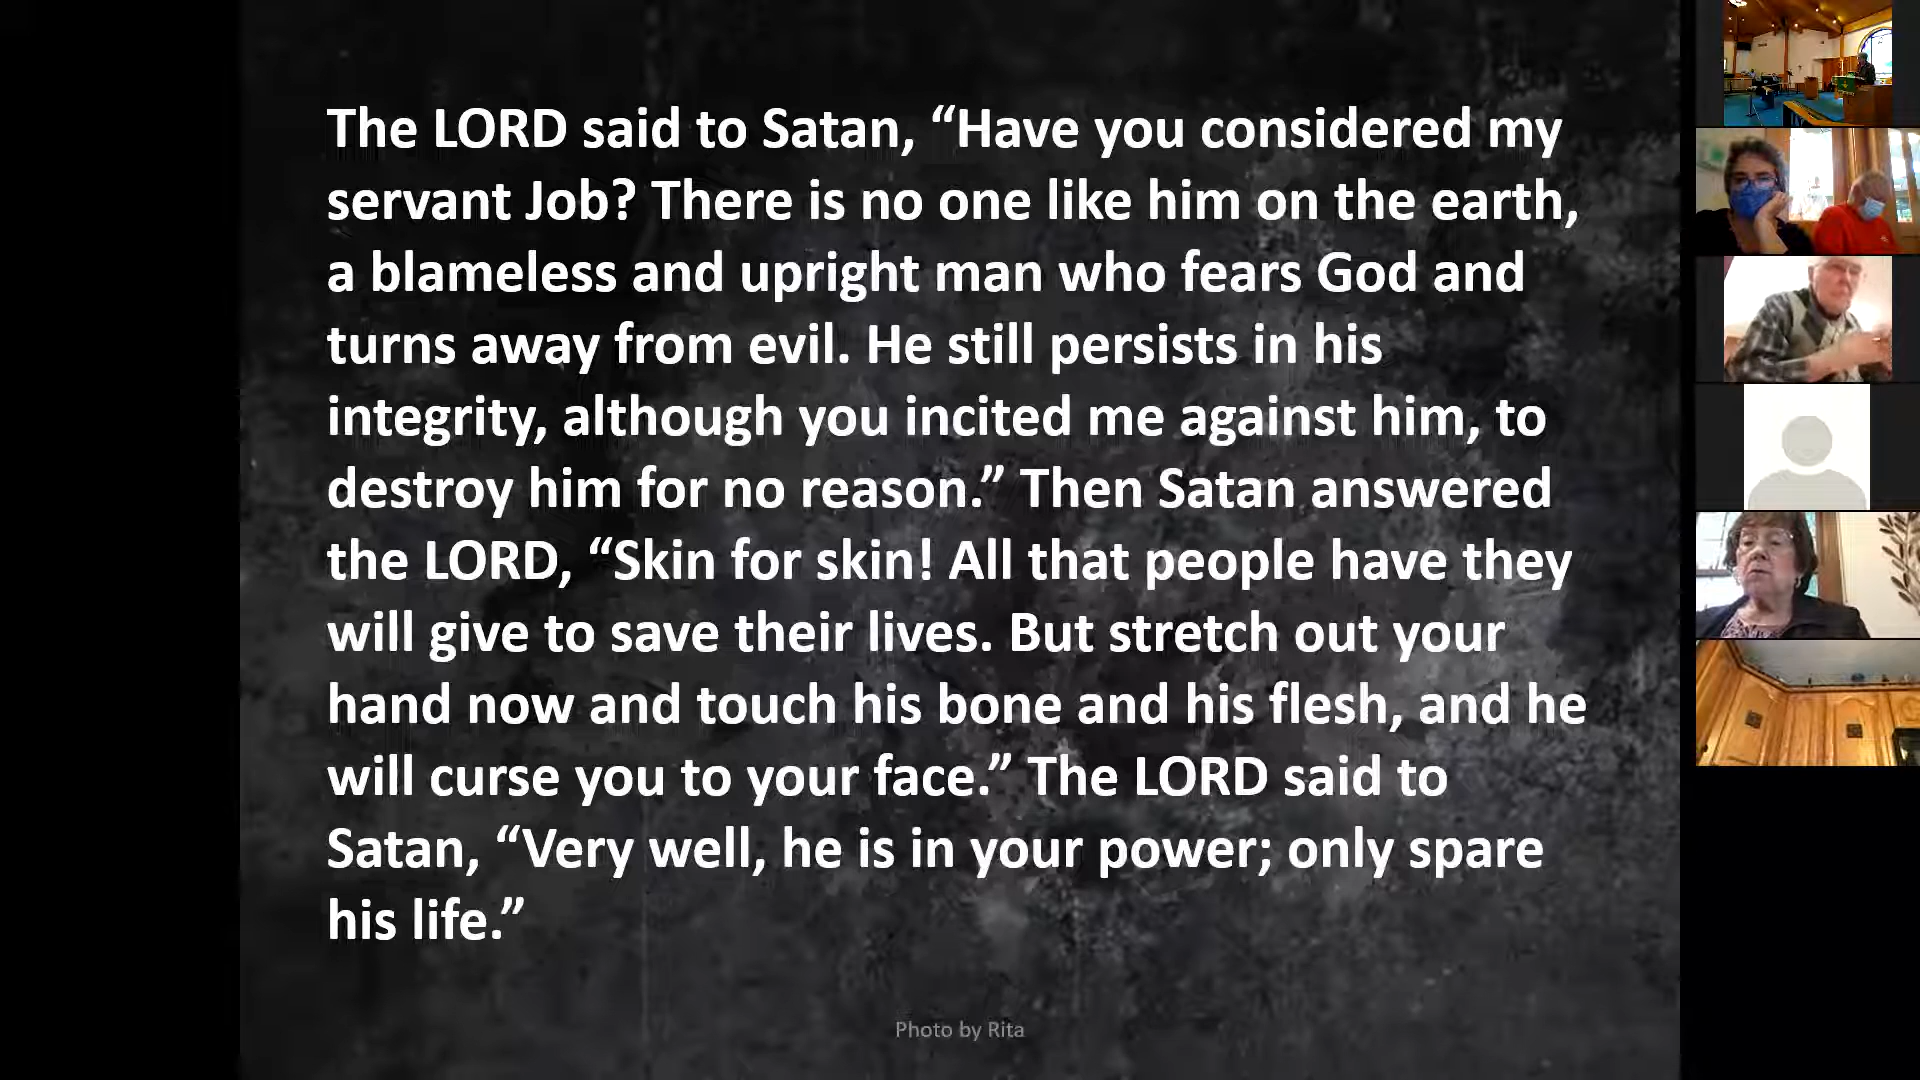 The LORD said to Satan, “Have you considered my
servant Job? There is no one like him on the earth,
a blameless and upright man who fears God and
turns away from evil. He still persists in his
integrity, although you incited me against him, to
destroy him for no reason.” Then Satan answered
the LORD, “Skin for skin! All that people have they
will give to save their lives. But stretch out your
hand now and touch his bone and his flesh, and he
will curse you to your face.” The LORD said to
Satan, “Very well, he is in your power; only spare
his life.”
Photo by Rita